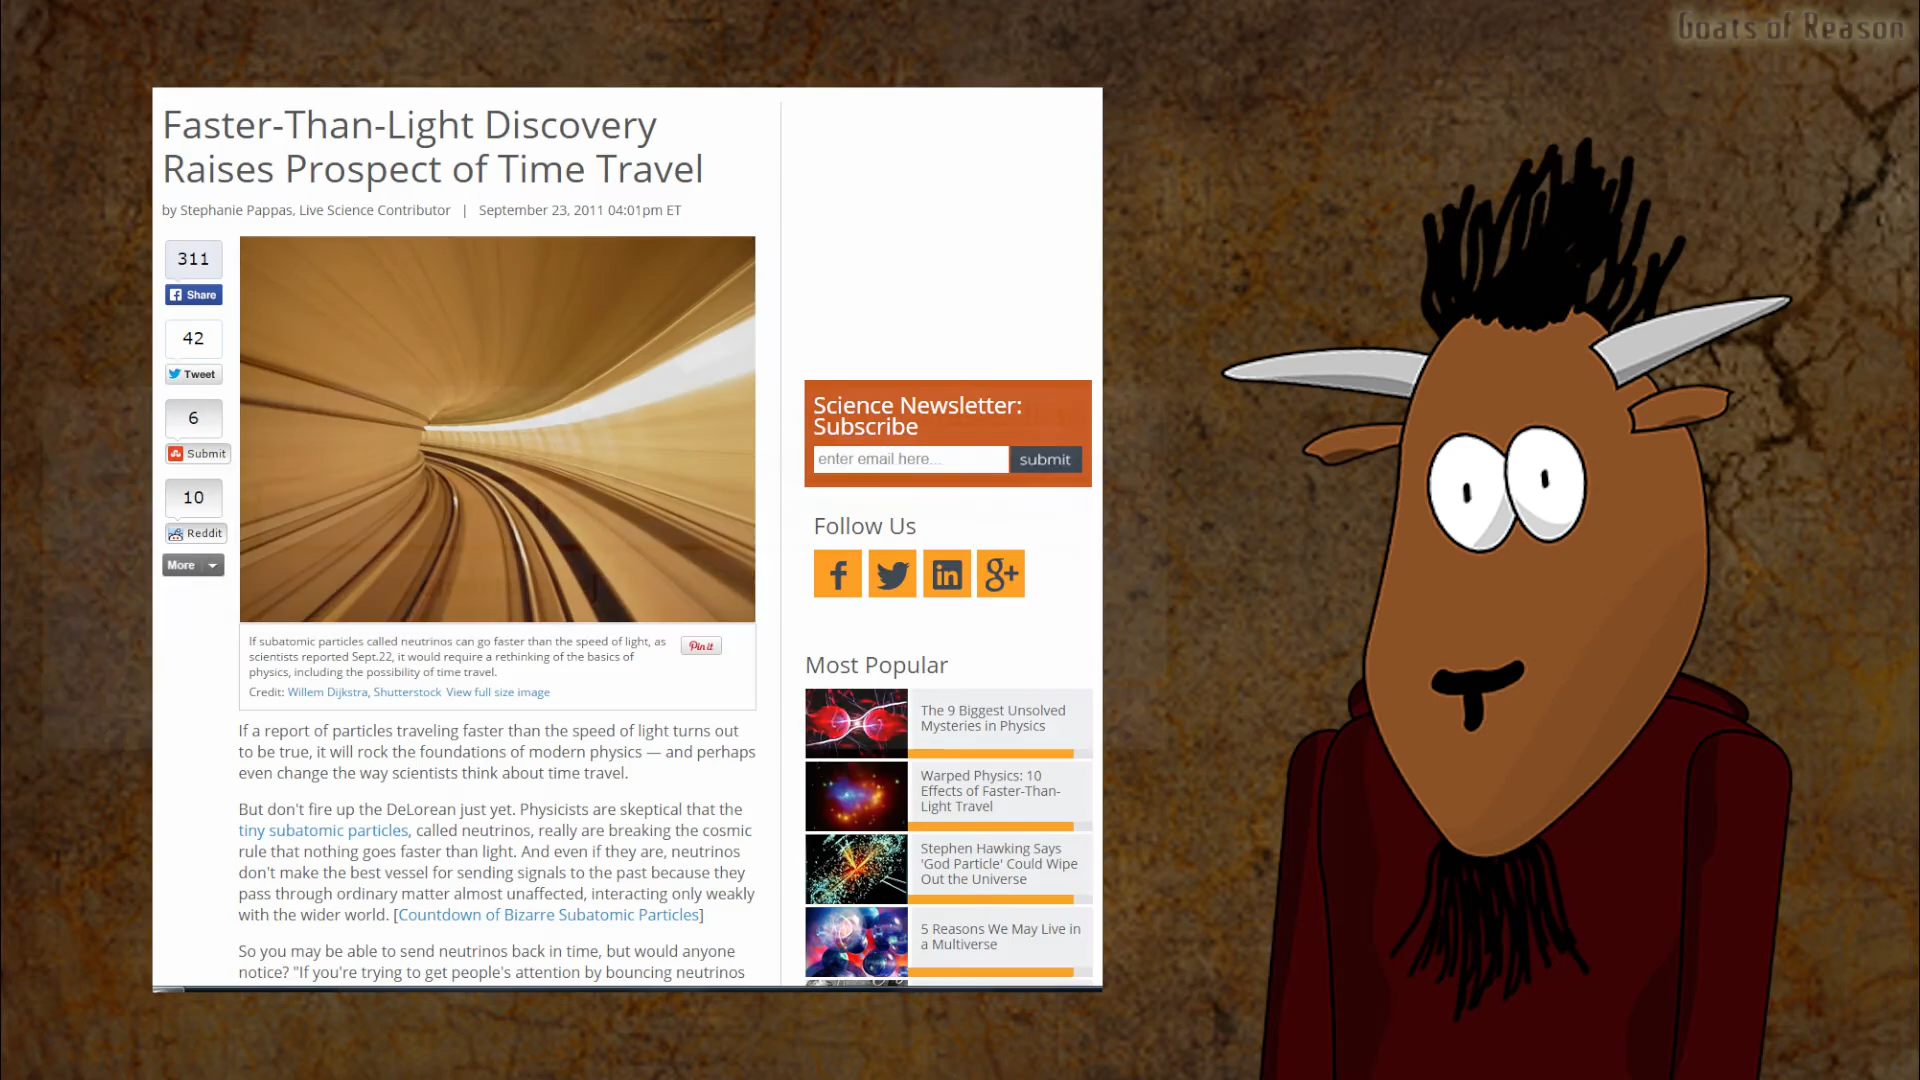 Goats of Reason
Faster-Than-Light Discovery
Raises Prospect of Time Travel
by Stephanie Pappas, Live Science Contributor | September 23, 2011 04:01pm ET
311
Share
42
Tweet
6
Submit
10
Reddit
More
If subatomic particles called neutrinos can go faster than the speed of light, as
scientists reported Sept.22, it would require a rethinking of the basics of
physics, including the possibility of time travel.
Credit: Willem Dijkstra, Shutterstock View full size image
Pin it
If a report of particles traveling faster than the speed of light turns out
to be true, it will rock the foundations of modern physics — and perhaps
even change the way scientists think about time travel.
But don't fire up the DeLorean just yet. Physicists are skeptical that the
tiny subatomic particles, called neutrinos, really are breaking the cosmic
rule that nothing goes faster than light. And even if they are, neutrinos
don't make the best vessel for sending signals to the past because they
pass through ordinary matter almost unaffected, interacting only weakly
with the wider world. [Countdown of Bizarre Subatomic Particles]
So you may be able to send neutrinos back in time, but would anyone
notice? "If you're trying to get people's attention by bouncing neutrinos
Science Newsletter:
Subscribe
enter email here...
submit
Follow Us
f
in
g+
Most Popular
The 9 Biggest Unsolved
Mysteries in Physics
Warped Physics: 10
Effects of Faster-Than-
Light Travel
Stephen Hawking Says
'God Particle' Could Wipe
Out the Universe
5 Reasons We May Live in
a Multiverse